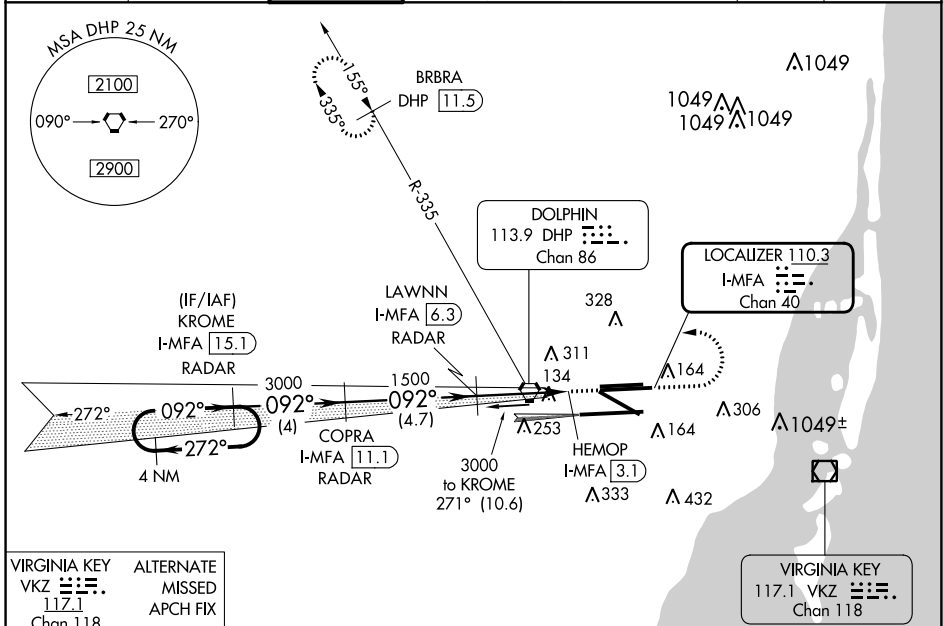 MSA DHP 25 NM
2100
090°
270°
2900
155°
335°
BRBRA
DHP 11.5
R-335
1049
1049
1049
1049
DOLPHIN
113.9 DHP
Chan 86
LOCALIZER 110.3
I-MFA
Chan 40
(IF/IAF)
KROME
I-MFA 15.1
RADAR
LAWNN
I-MFA 6.3
RADAR
328
311
134
164
272°
3000
1500
092°
092°
092°
(4)
(4.7)
272°
4 NM
COPRA
I-MFA 11.1
RADAR
3000
to KROME
271° (10.6)
253
HEMOP
I-MFA 3.1
164
306
1049±
333
432
VIRGINIA KEY
VKZ
117.1
Chan 118
ALTERNATE
MISSED
APCH FIX
VIRGINIA KEY
117.1 VKZ
Chan 118